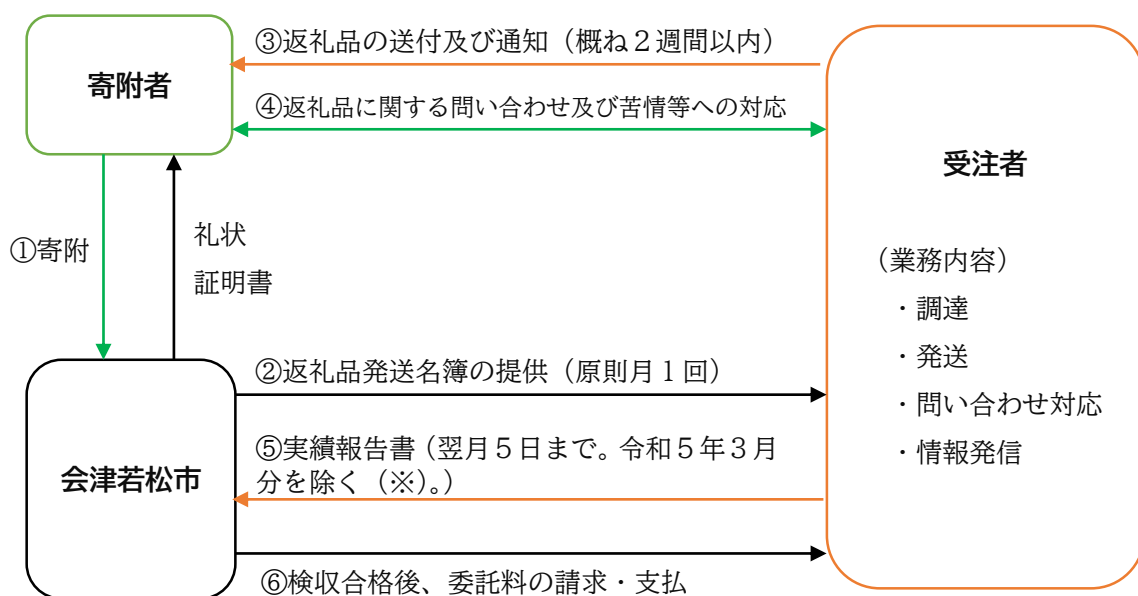 ③返礼品の送付及び通知（概ね２週間以内）
寄附者
④返礼品に関する問い合わせ及び苦情等への対応
受注者
①寄附
礼状
証明書
（業務内容）
・調達
・発送
・問い合わせ対応
・情報発信
②返礼品発送名簿の提供（原則月１回）
会津若松市
⑤実績報告書（翌月５日まで。令和５年３月
分を除く（※）。）
⑥検収合格後、委託料の請求・支払